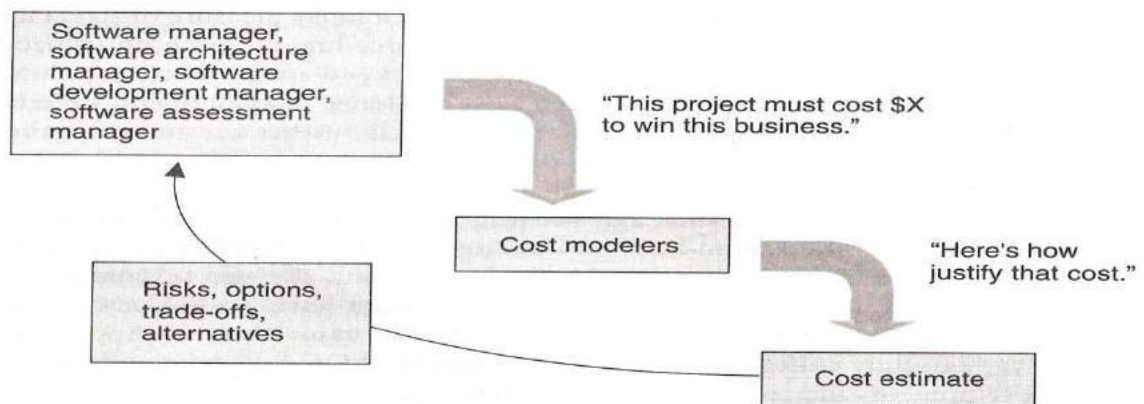 Software manager,
software architecture
manager, software
development manager,
software assessment
manager
“This project must cost $X
to win this business.”
Cost modelers
“Here's how
justify that cost.”
Risks, options,
trade-offs,
alternatives
Cost estimate